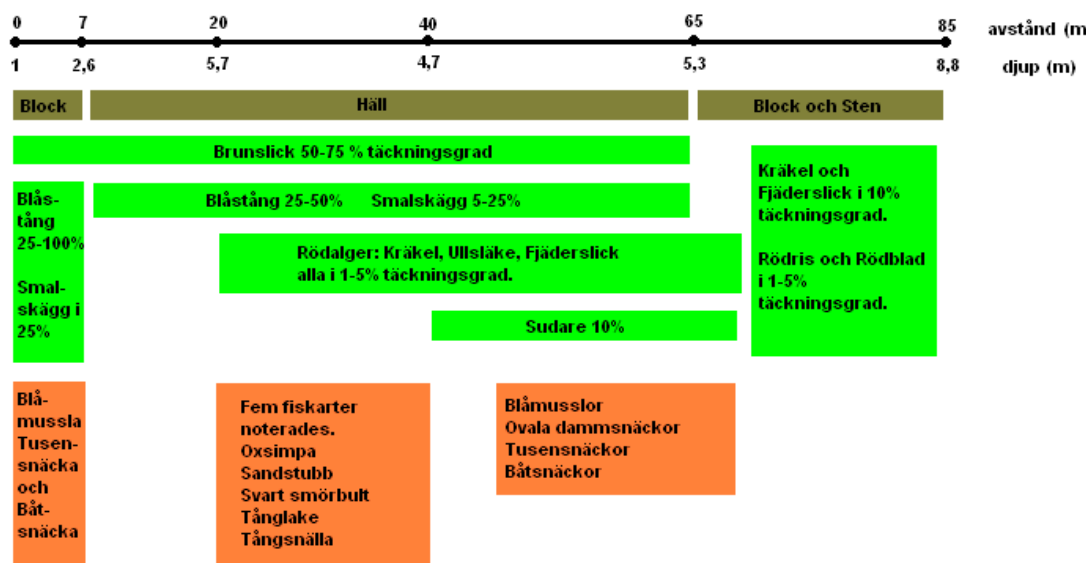 0 7 20 40 65 85 avstånd (m
1 2,6 5,7 4,7 5,3 8,8 djup (m)
Block Häll Block och Sten
Brunslick 50-75 % täckningsgrad
Blås-
tång
25-100%
Smal-
skägg i
25%
Blåstång 25-50% Smalskägg 5-25%
Rödalger: Kräkel, Ullsläke, Fjäderslick
alla i 1-5% täckningsgrad.
Sudare 10%
Kräkel och
Fjäderslick i 10%
täckningsgrad.
Rödris och Rödblad
i 1-5%
täckningsgrad.
Blå-
mussla
Tusen-
snäcka
och
Båt-
snäcka
Fem fiskarter
noterades.
Oxsimpa
Sandstubb
Svart smörbult
Tånglake
Tångsnälla
Blåmusslor
Ovala dammsnäckor
Tusensnäckor
Båtsnäckor